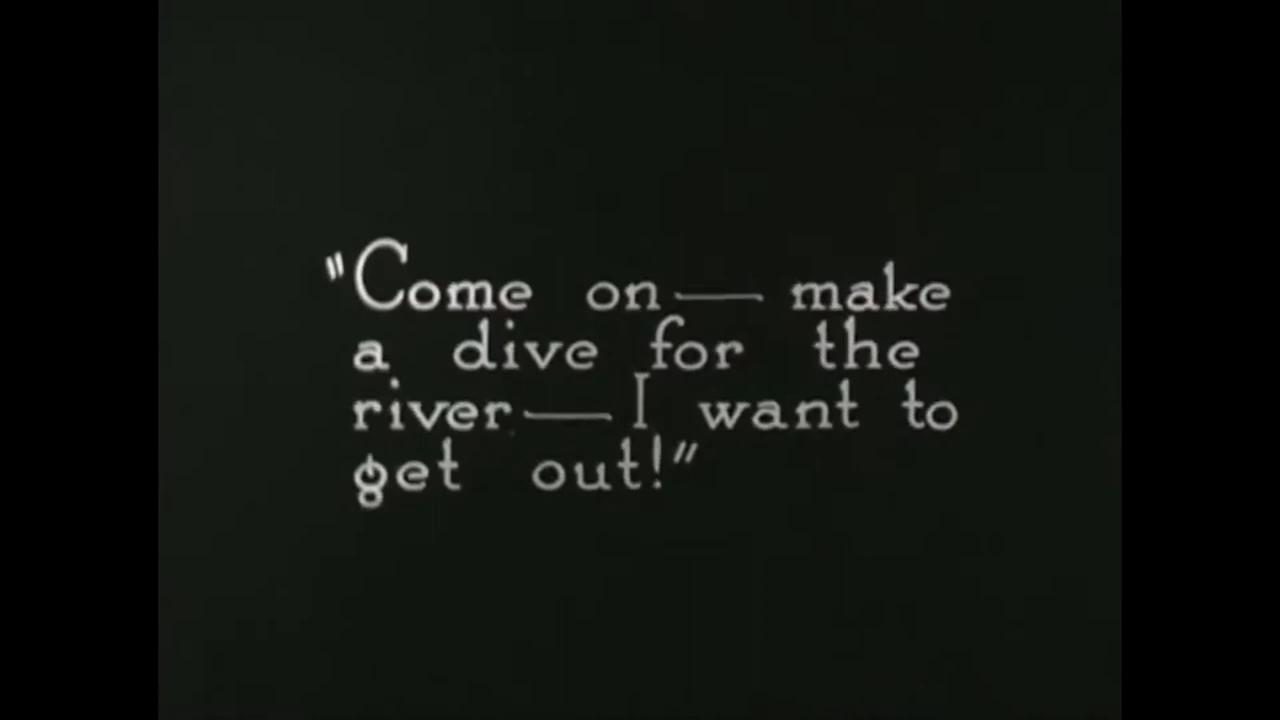 "Come on — make
a dive for the
river — I want to
get out!"